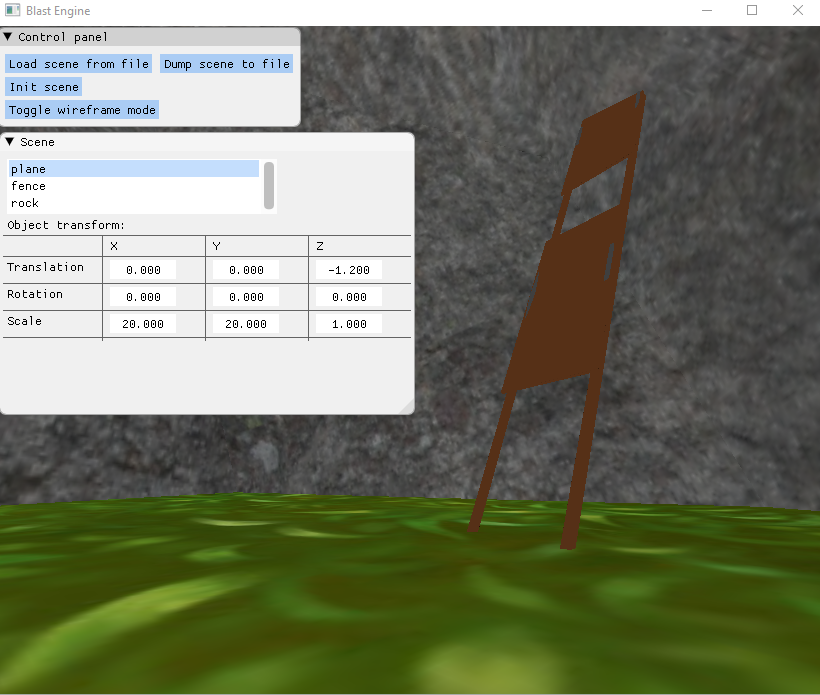 Blast Engine
Control panel
Load scene from file Dump scene to file
Init scene
Toggle wireframe mode
Scene
plane
fence
rock
Object transform:
X Y Z
Translation 0.000 0.000 -1.200
Rotation 0.000 0.000 0.000
Scale 20.000 20.000 1.000